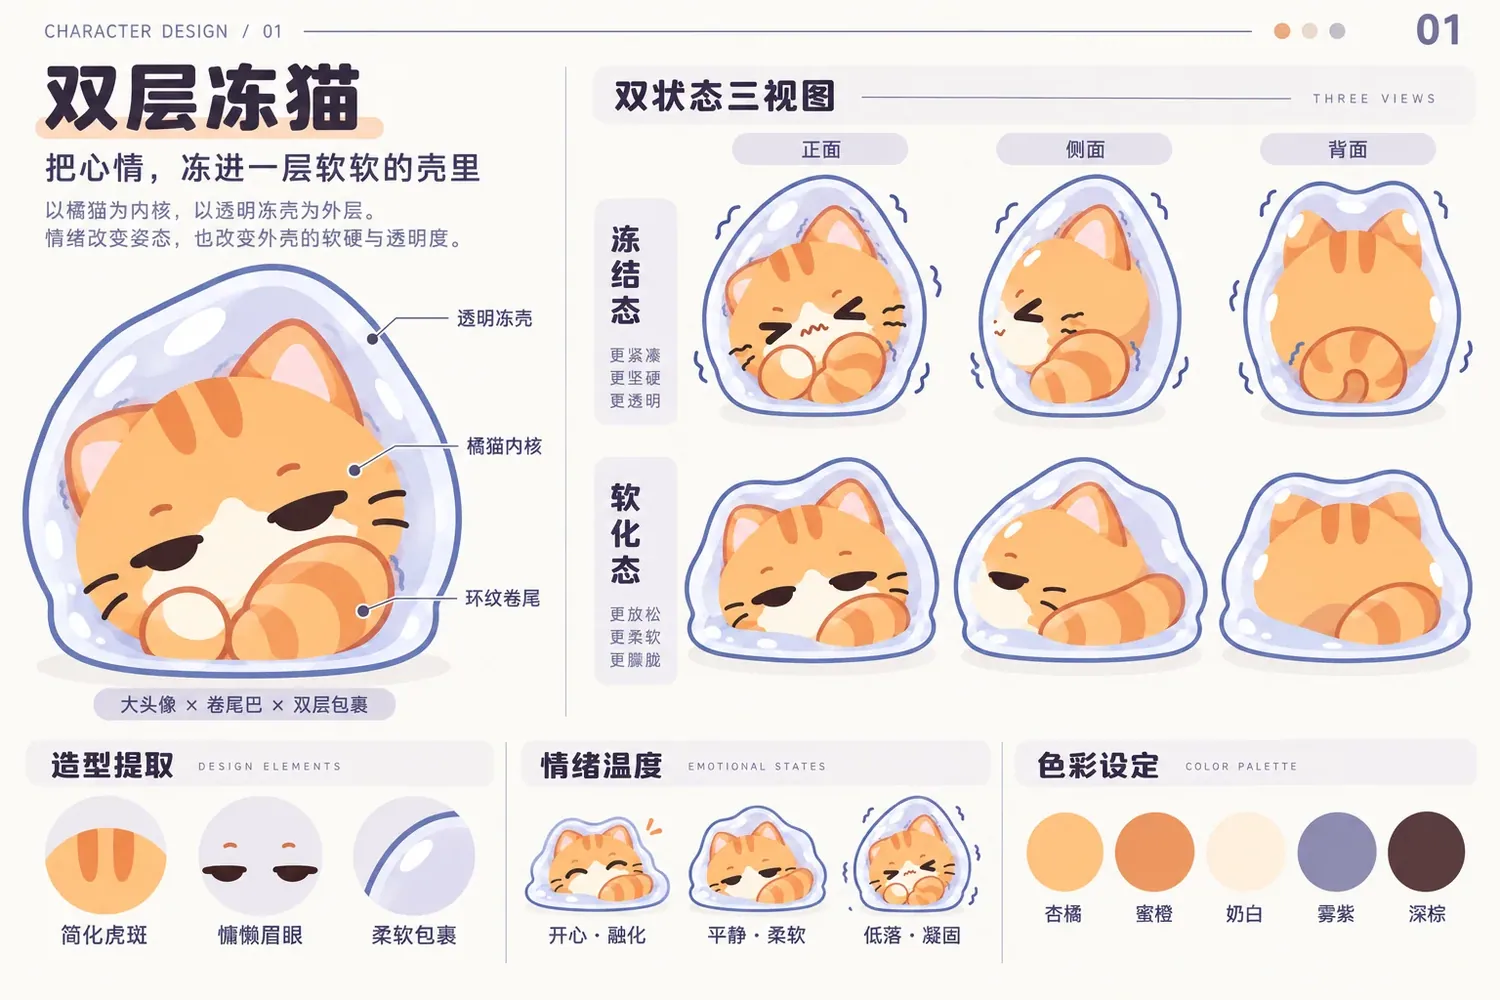 CHARACTER DESIGN / 01
01
双层冻猫
把心情，冻进一层软软的壳里
以橘猫为内核，以透明冻壳为外层。
情绪改变姿态，也改变外壳的软硬与透明度。
透明冻壳
橘猫内核
环纹卷尾
大头像 × 卷尾巴 × 双层包裹
双状态三视图
THREE VIEWS
正面
侧面
背面
冻结态
更紧凑
更坚硬
更透明
软化态
更放松
更柔软
更朦胧
造型提取
DESIGN ELEMENTS
简化虎斑
慵懒眉眼
柔软包裹
情绪温度
EMOTIONAL STATES
开心·融化
平静·柔软
低落·凝固
色彩设定
COLOR PALETTE
杏橘
蜜橙
奶白
雾紫
深棕